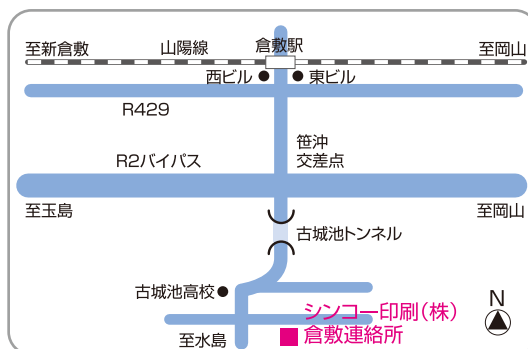 至新倉敷
山陽線
倉敷駅
至岡山
西ビル
東ビル
R429
笹沖
交差点
R2バイパス
至玉島
至岡山
古城池トンネル
古城池高校
シンコー印刷(株)
倉敷連絡所
至水島
N